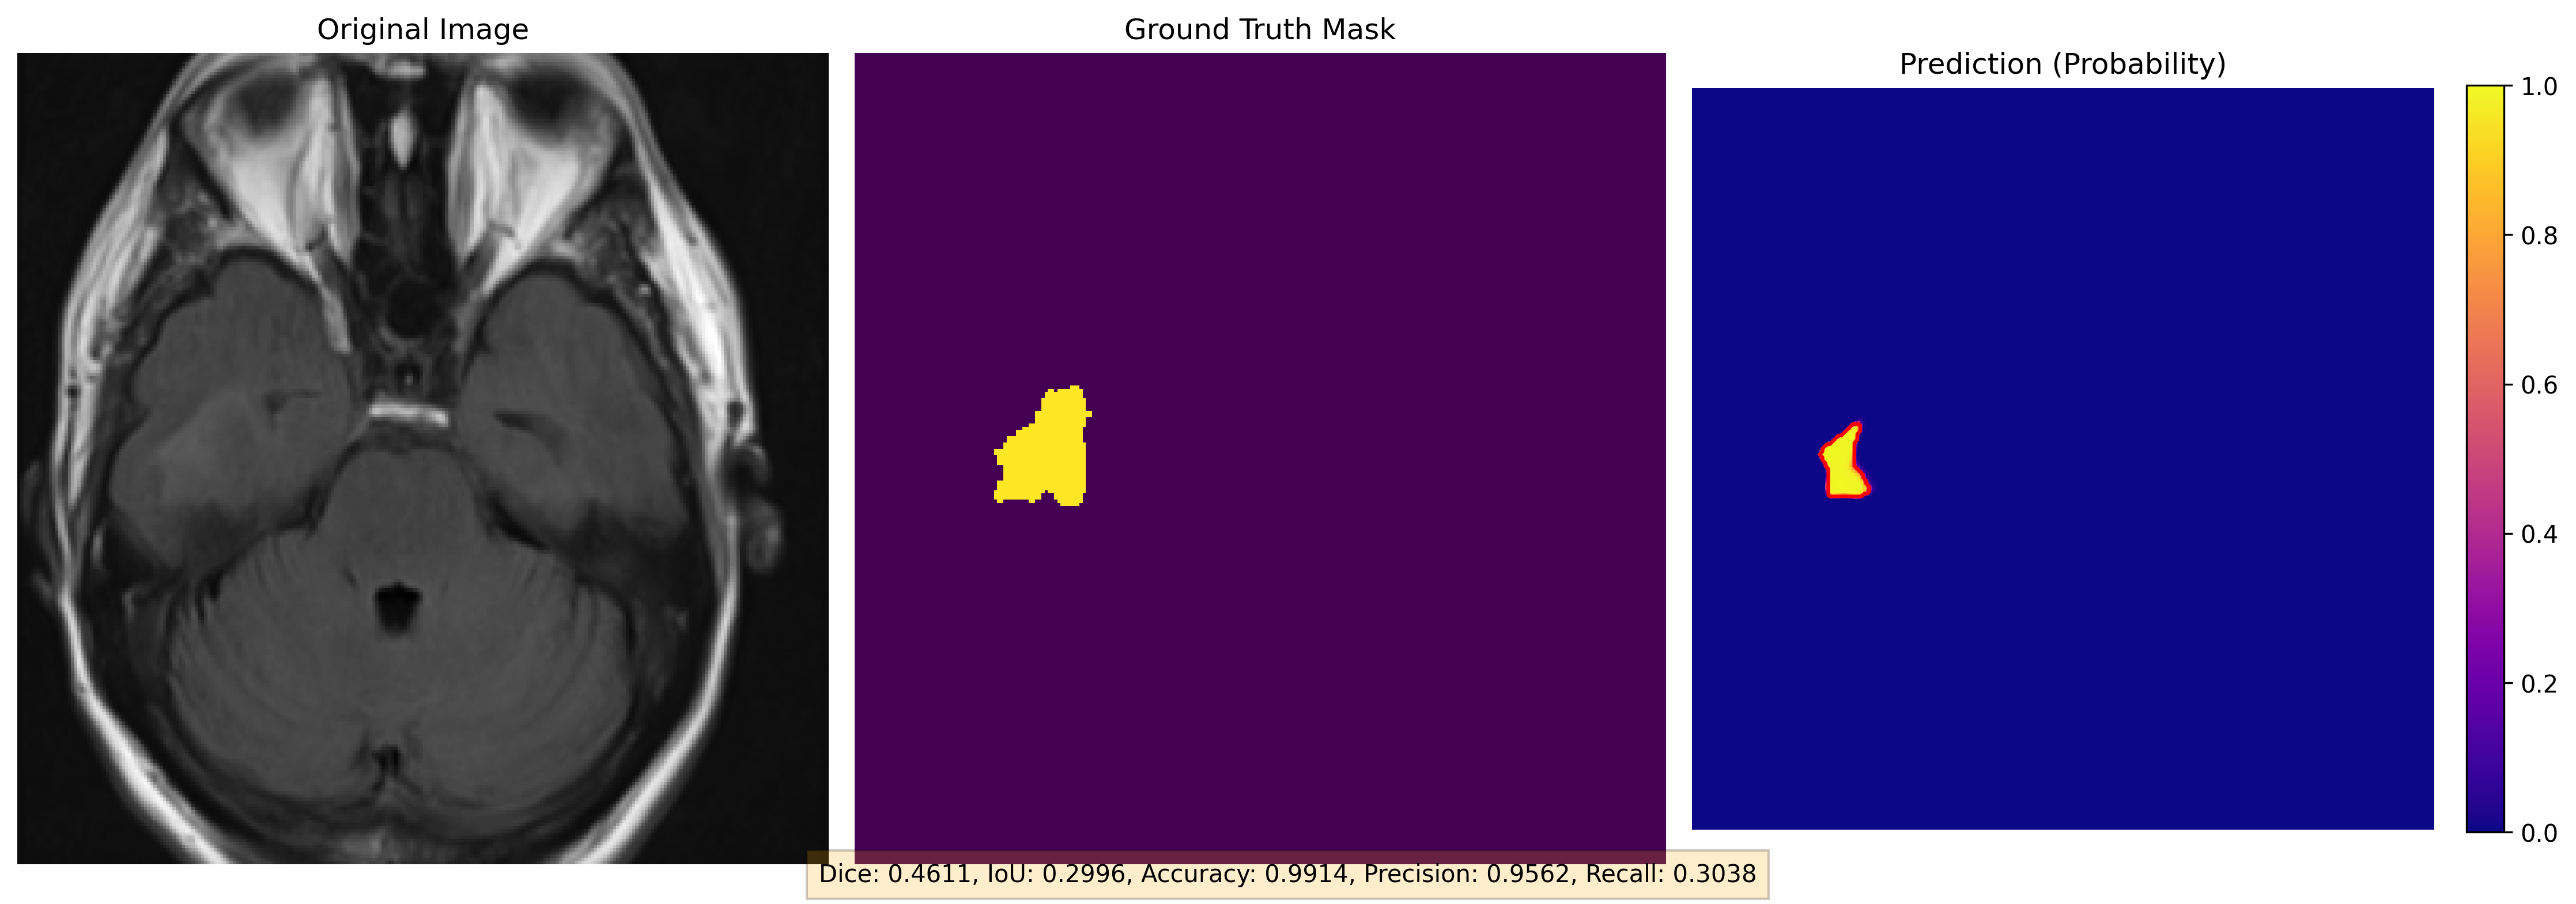 Original Image
Ground Truth Mask
Prediction (Probability)
1.0
0.8
0.6
0.4
0.2
0.0
Dice: 0.4611, IoU: 0.2996, Accuracy: 0.9914, Precision: 0.9562, Recall: 0.3038